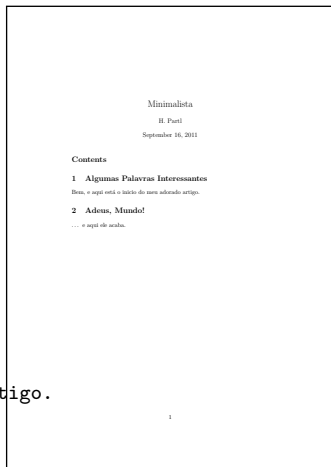 Minimalista
H. Partl
September 16, 2011
Contents
1 Algumas Palavras Interessantes
Bem, e aqui está o início do meu adorado artigo.
2 Adeus, Mundo!
... e aqui ele acaba.
tigo.
1